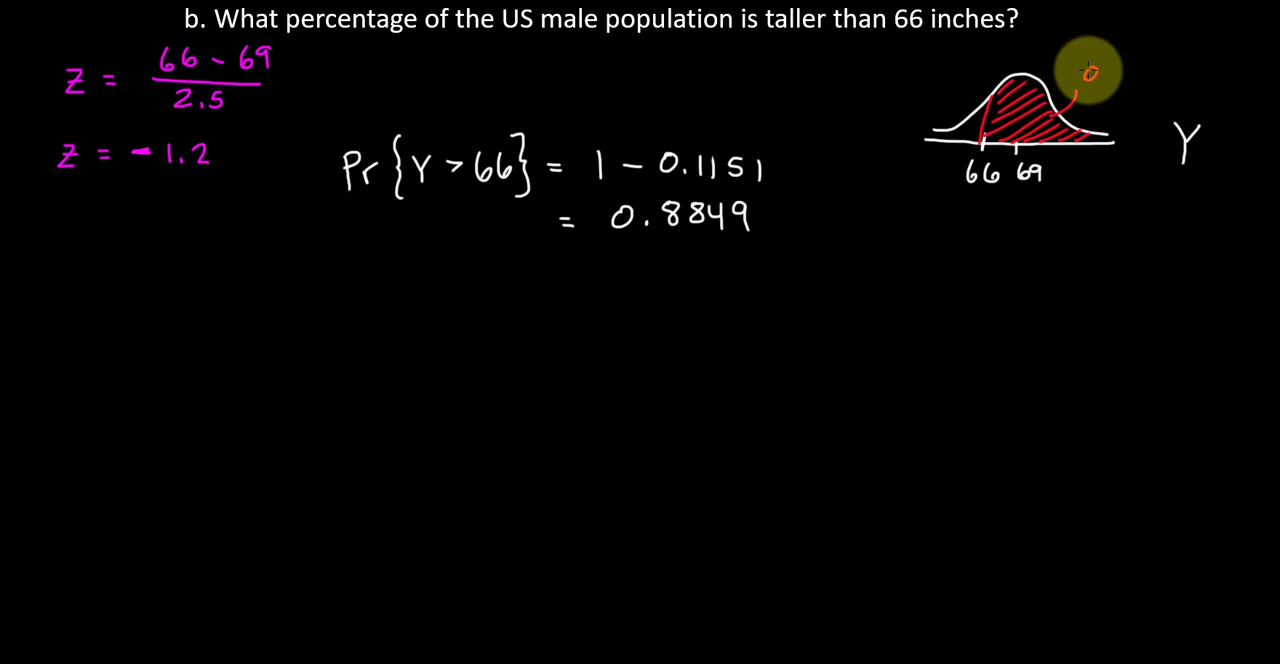 b. What percentage of the US male population is taller than 66 inches?
Z = 66 - 69 / 2.5
Z = - 1.2
Pr{Y > 66} = 1 - 0.1151
= 0.8849
0
66 69
Y